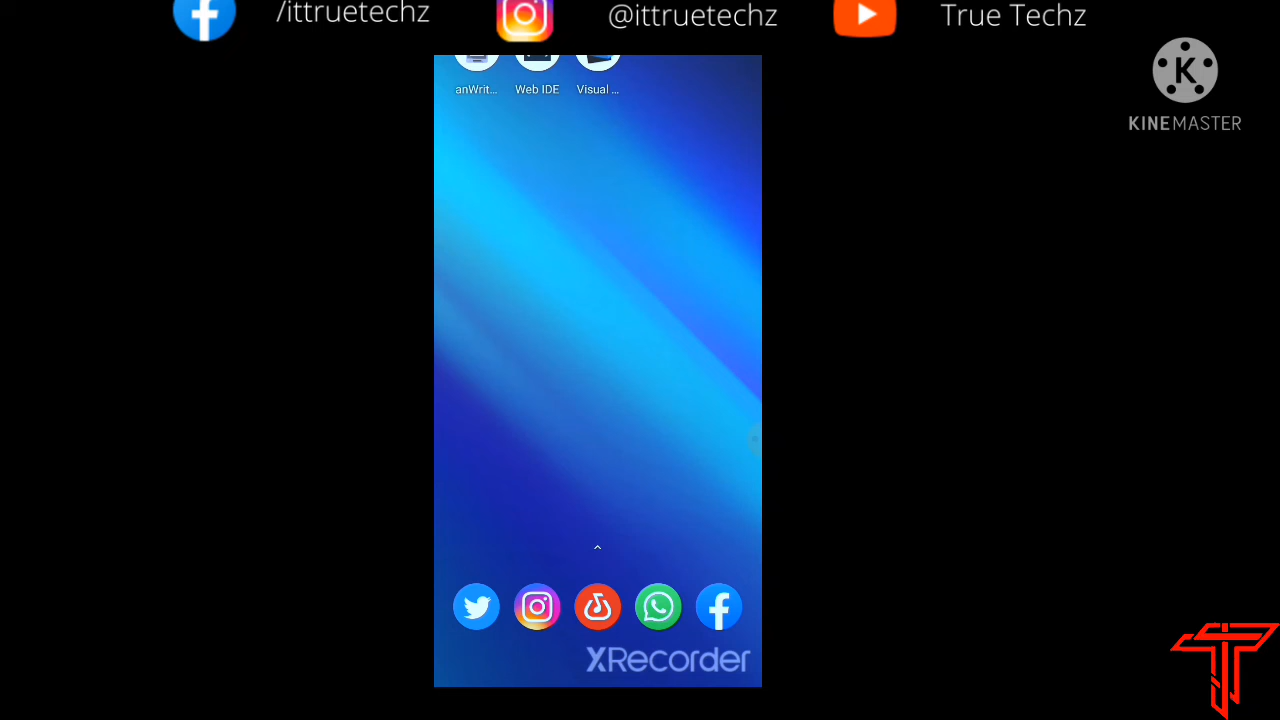 /ittruetechz
@ittruetechz
True Techz
K
KINEMASTER
anWrit...
Web IDE
Visual ...
XRecorder